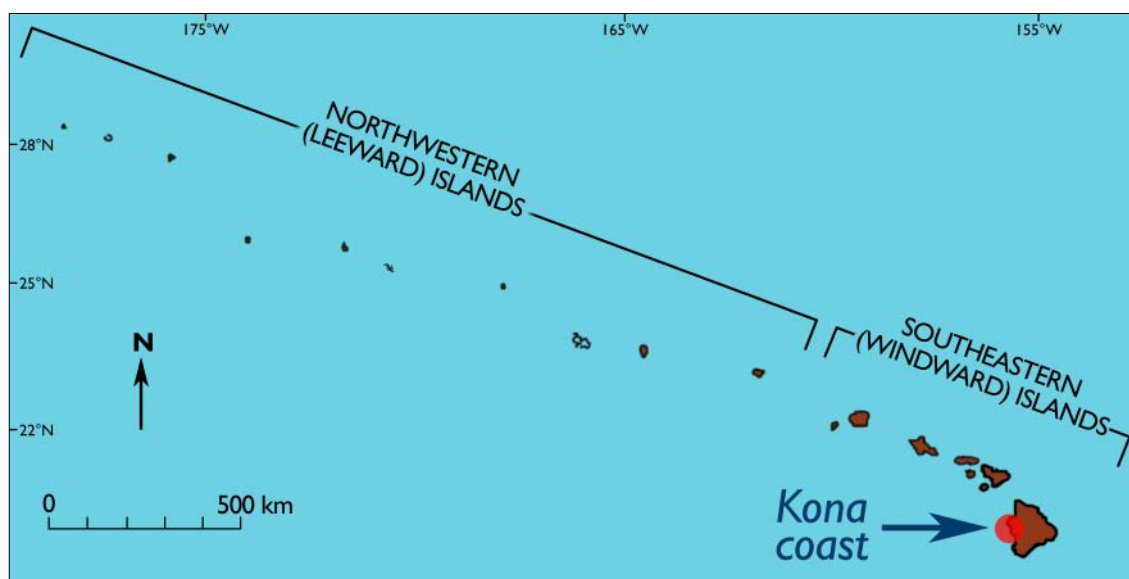 175°W
165°W
155°W
NORTHWESTERN
(LEEWARD) ISLANDS
28°N
25°N
SOUTHEASTERN
(WINDWARD) ISLANDS
N
22°N
0 500 km
Kona
coast